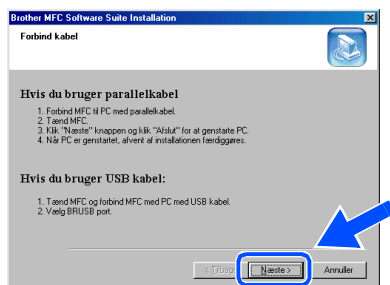 Brother MFC Software Suite Installation
Forbind kabel
Hvis du bruger parallelkabel
1. Forbind MFC til PC med parallelkabel.
2. Tænd MFC.
3. Klik "Næste" knappen og klik "Afslut" for at genstarte PC.
4. Når PC er genstartet, afvent af installationen færdiggøres.
Hvis du bruger USB kabel:
1. Tænd MFC og forbind MFC med PC med USB kabel.
2. Vælg BRUSB port.
< Tilbage Næste > Annuller